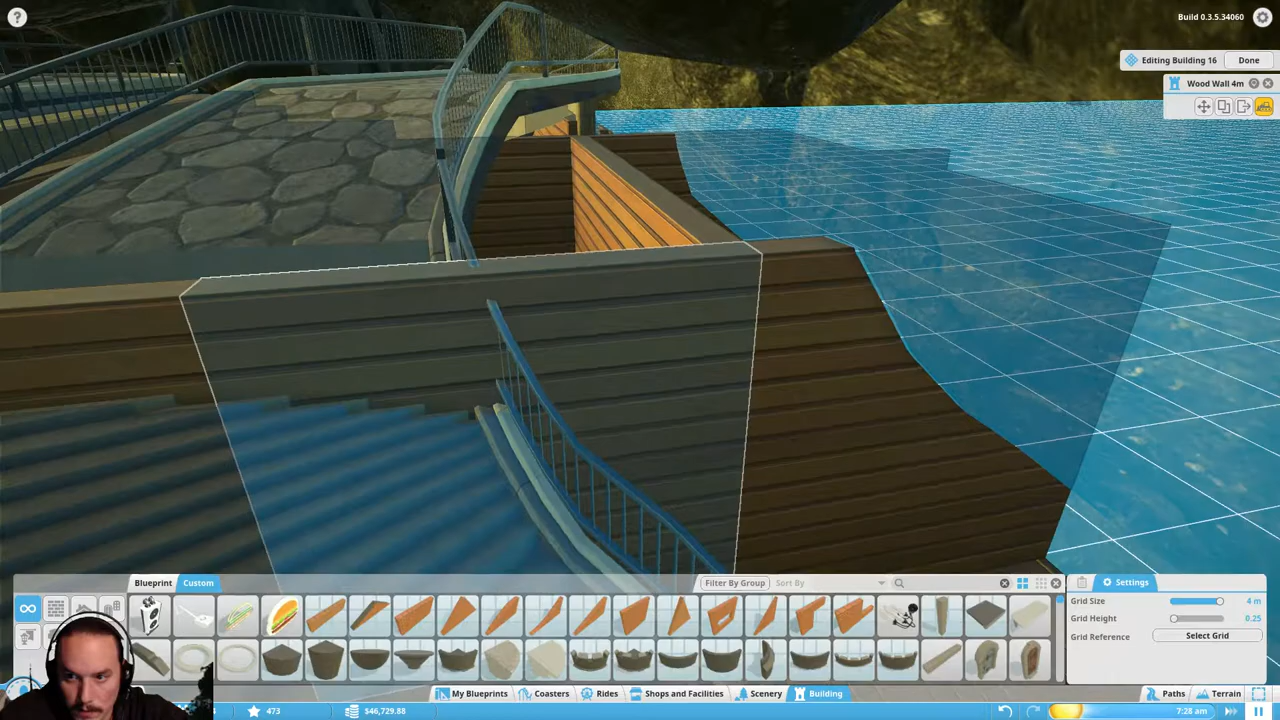 ?
Build 0.3.5.34060
Editing Building 16
Done
Wood Wall 4m
Blueprint
Custom
Filter By Group
Sort By
Settings
Grid Size
4 m
Grid Height
0.25
Grid Reference
Select Grid
My Blueprints
Coasters
Rides
Shops and Facilities
Scenery
Building
Paths
Terrain
473
$46,729.88
7:28 am